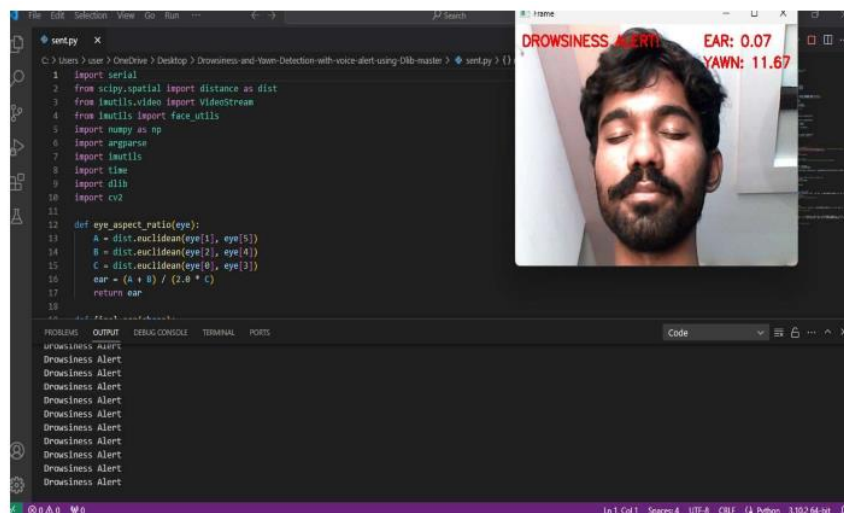 File Edit Selection View Go Run ... Search
Frame
sent.py
C: > Users > user > OneDrive > Desktop > Drowsiness-and-Yawn-Detection-with-voice-alert-using-Dlib-master > sent.py > {}
DROWSINESS ALERT! EAR: 0.07
YAWN: 11.67
1 import serial
2 from scipy.spatial import distance as dist
3 from imutils.video import VideoStream
4 from imutils import face_utils
5 import numpy as np
6 import argparse
7 import imutils
8 import time
9 import dlib
10 import cv2
11
12 def eye_aspect_ratio(eye):
13 A = dist.euclidean(eye[1], eye[5])
14 B = dist.euclidean(eye[2], eye[4])
15 C = dist.euclidean(eye[0], eye[3])
16 ear = (A + B) / (2.0 * C)
17 return ear
18
PROBLEMS OUTPUT DEBUG CONSOLE TERMINAL PORTS Code
Drowsiness Alert
Drowsiness Alert
Drowsiness Alert
Drowsiness Alert
Drowsiness Alert
Drowsiness Alert
Drowsiness Alert
Drowsiness Alert
Drowsiness Alert
Drowsiness Alert
Drowsiness Alert
0 0 0 Ln 1, Col 1 Spaces: 4 UTF-8 CRLF Python 3.10.2 64-bit